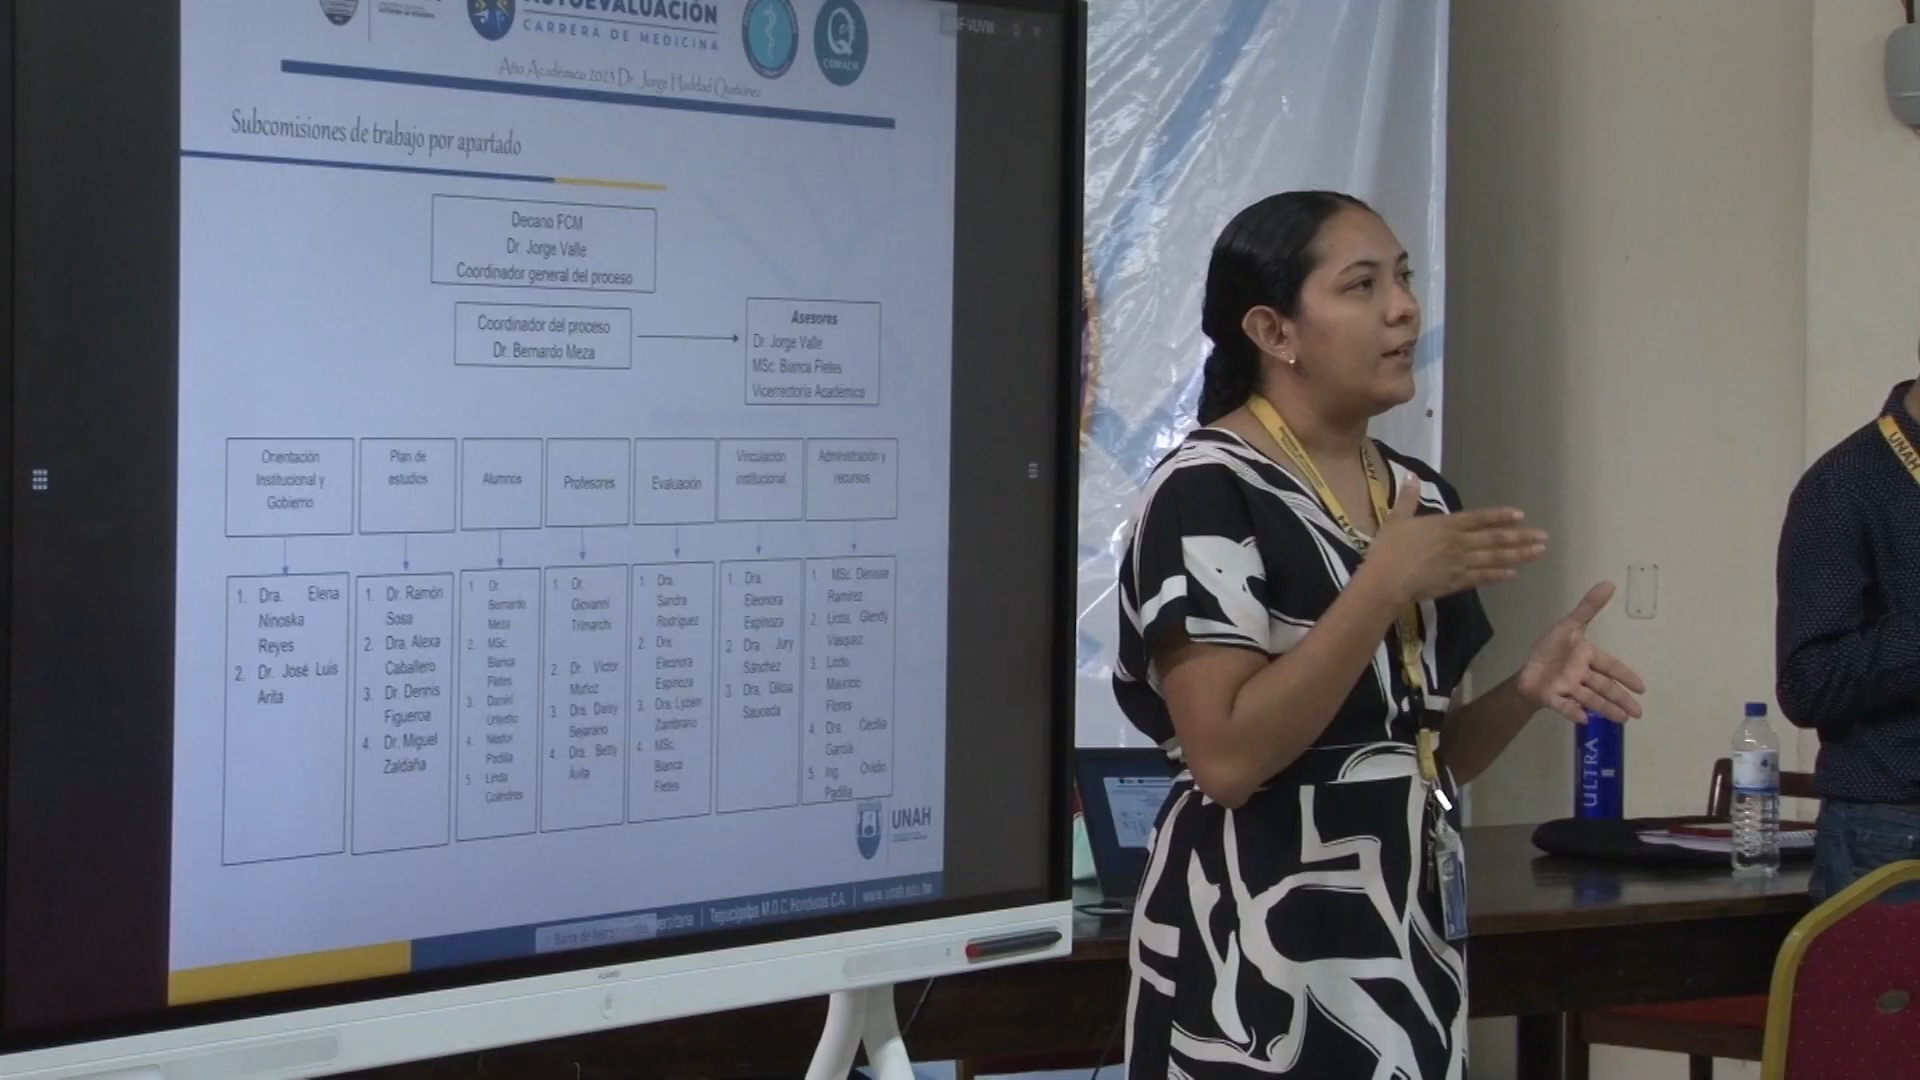 AUTOEVALUACIÓN
CARRERA DE MEDICINA
Año Académico 2023 Dr. Jorge Haddad Quiñónez
Subcomisiones de trabajo por apartado
Decano FCM
Dr. Jorge Valle
Coordinador general del proceso
Coordinador del proceso
Dr. Bernardo Meza
Asesores
Dr. Jorge Valle
MSc. Bianca Fletes
Vicerrectoría Académica
Orientación
Institucional y
Gobierno
Plan de
estudios
Alumnos
Profesores
Evaluación
Vinculación
institucional
Administración y
recursos
1. Dra. Elena
Ninoska
Reyes
2. Dr. José Luis
Arita
1. Dr. Ramón
Sosa
2. Dra. Alexa
Caballero
3. Dr. Dennis
Figueroa
4. Dr. Miguel
Zaldaña
1. Dr.
Bernardo
Meza
2. MSc.
Bianca
Fletes
3. Daniel
4. Néstor
Padilla
5. Linda
Colindres
1. Dr.
Giovanni
Trimarchi
2. Dr. Victor
Muñoz
3. Dra. Daisy
Bejarano
4. Dra. Betty
Ávila
1. Dra.
Sandra
Rodríguez
2. Dra.
Eleonora
Espinoza
3. Dra. Lyzien
Zambrano
4. MSc.
Bianca
Fletes
1. Dra.
Eleonora
Espinoza
2. Dra. Jury
Sánchez
3. Dra. Dilcia
Sauceda
1. MSc. Denisse
Ramírez
2. Licda. Glendy
Vásquez
3. Licdo.
Mauricio
Flores
4. Dra. Cecilia
García
5. Ing. Ovidio
Padilla
UNAH
Tegucigalpa M.D.C. Honduras C.A. | www.unah.edu.hn
Barra de herramientas
UNAH
ULTRA